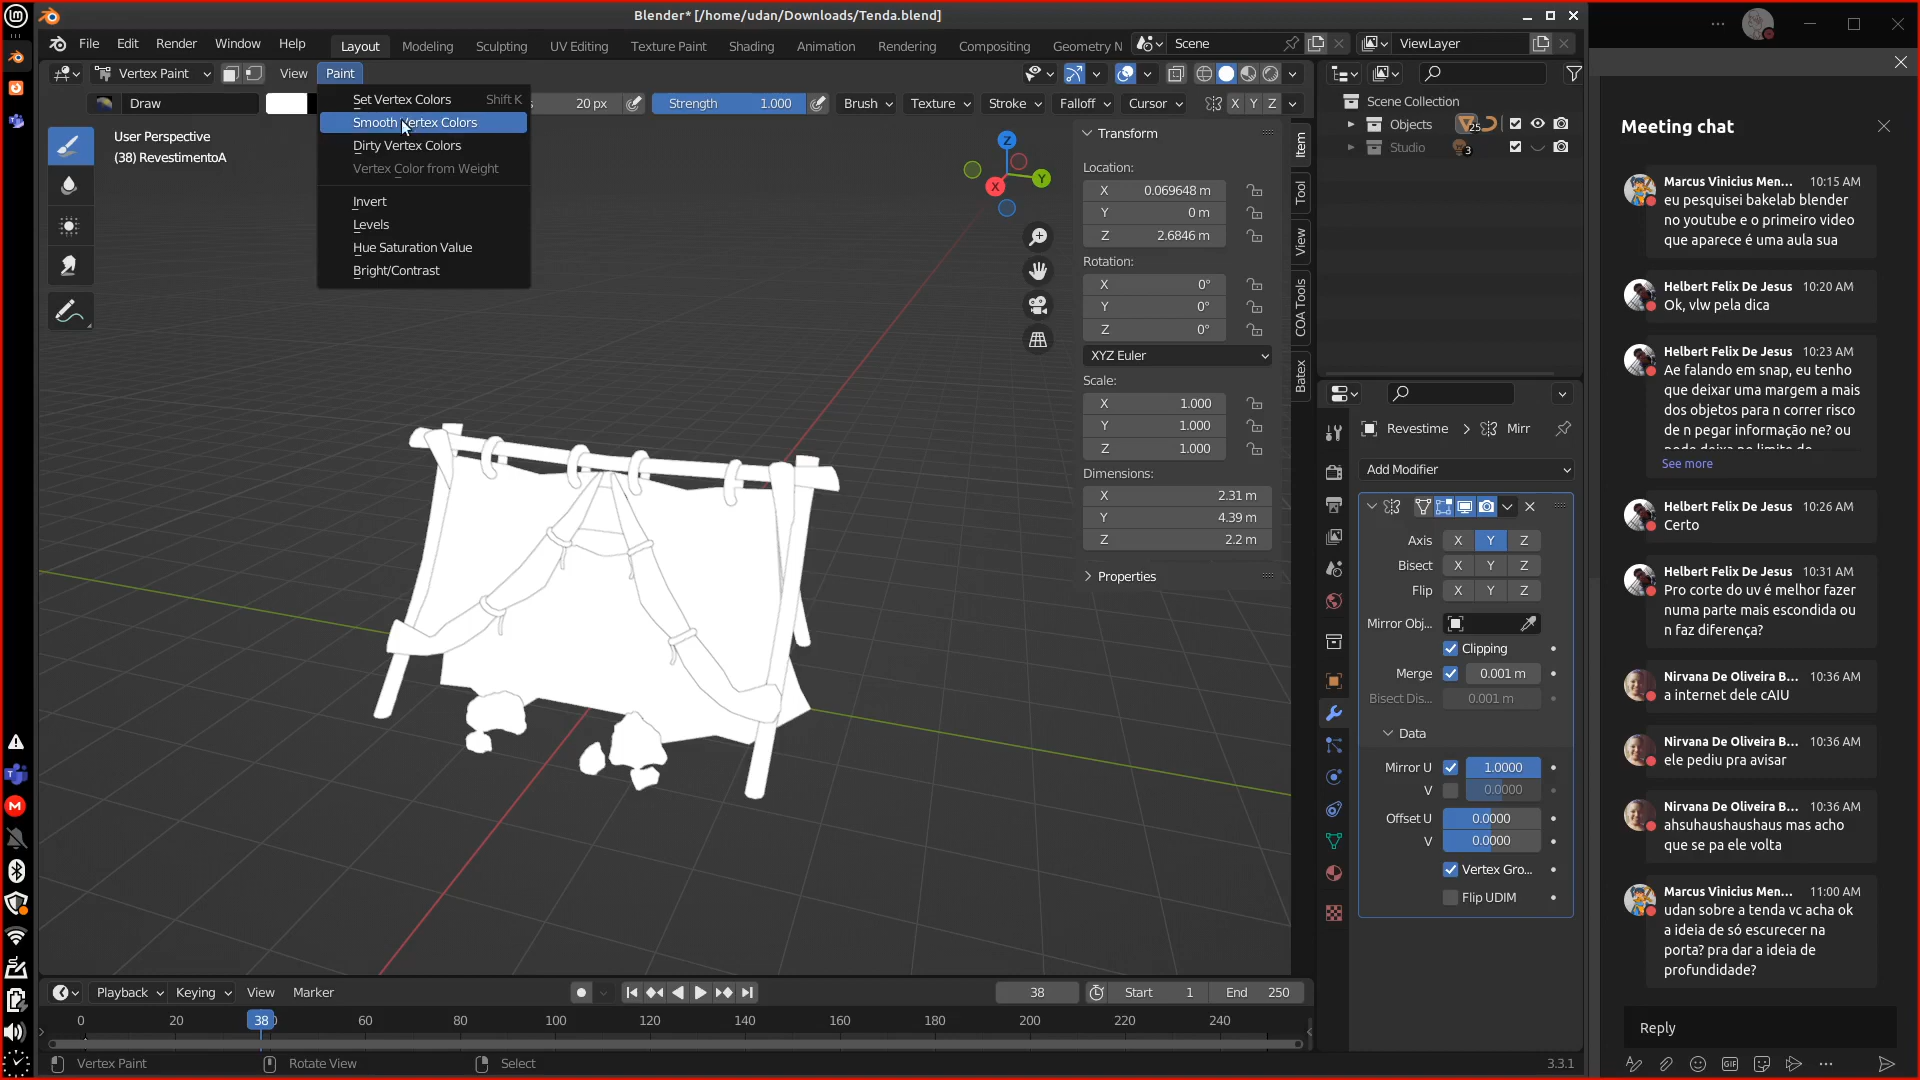 Blender* [/home/udan/Downloads/Tenda.blend]
File Edit Render Window Help
Layout Modeling Sculpting UV Editing Texture Paint Shading Animation Rendering Compositing Geometry N
Scene
ViewLayer
Vertex Paint
View
Paint
Draw
20 px
Strength 1.000
Brush
Texture
Stroke
Falloff
Cursor
X Y Z
Set Vertex Colors Shift K
Smooth Vertex Colors
Dirty Vertex Colors
Vertex Color from Weight
Invert
Levels
Hue Saturation Value
Bright/Contrast
User Perspective
(38) RevestimentoA
Z
Y
X
Transform
Location:
X 0.069648 m
Y 0 m
Z 2.6846 m
Rotation:
X 0°
Y 0°
Z 0°
XYZ Euler
Scale:
X 1.000
Y 1.000
Z 1.000
Dimensions:
X 2.31 m
Y 4.39 m
Z 2.2 m
Properties
Item
Tool
View
COA Tools
Batex
Scene Collection
Objects 25
Studio 3
Revestime
Mirr
Add Modifier
Axis X Y Z
Bisect X Y Z
Flip X Y Z
Mirror Obj...
Clipping
Merge 0.001 m
Bisect Dis... 0.001 m
Data
Mirror U 1.0000
V 0.0000
Offset U 0.0000
V 0.0000
Vertex Gro...
Flip UDIM
Playback
Keying
View
Marker
38
Start 1
End 250
0 20 38 60 80 100 120 140 160 180 200 220 240
Vertex Paint
Rotate View
Select
3.3.1
Meeting chat
Marcus Vinicius Men... 10:15 AM
eu pesquisei bakelab blender
no youtube e o primeiro video
que aparece é uma aula sua
Helbert Felix De Jesus 10:20 AM
Ok, vlw pela dica
Helbert Felix De Jesus 10:23 AM
Ae falando em snap, eu tenho
que deixar uma margem a mais
dos objetos para n correr risco
de n pegar informação ne? ou
pode deixa no limite do
See more
Helbert Felix De Jesus 10:26 AM
Certo
Helbert Felix De Jesus 10:31 AM
Pro corte do uv é melhor fazer
numa parte mais escondida ou
n faz diferença?
Nirvana De Oliveira B... 10:36 AM
a internet dele cAIU
Nirvana De Oliveira B... 10:36 AM
ele pediu pra avisar
Nirvana De Oliveira B... 10:36 AM
ahsuhaushaushaus mas acho
que se pa ele volta
Marcus Vinicius Men... 11:00 AM
udan sobre a tenda vc acha ok
a ideia de só escurecer na
porta? pra dar a ideia de
profundidade?
Reply
GIF